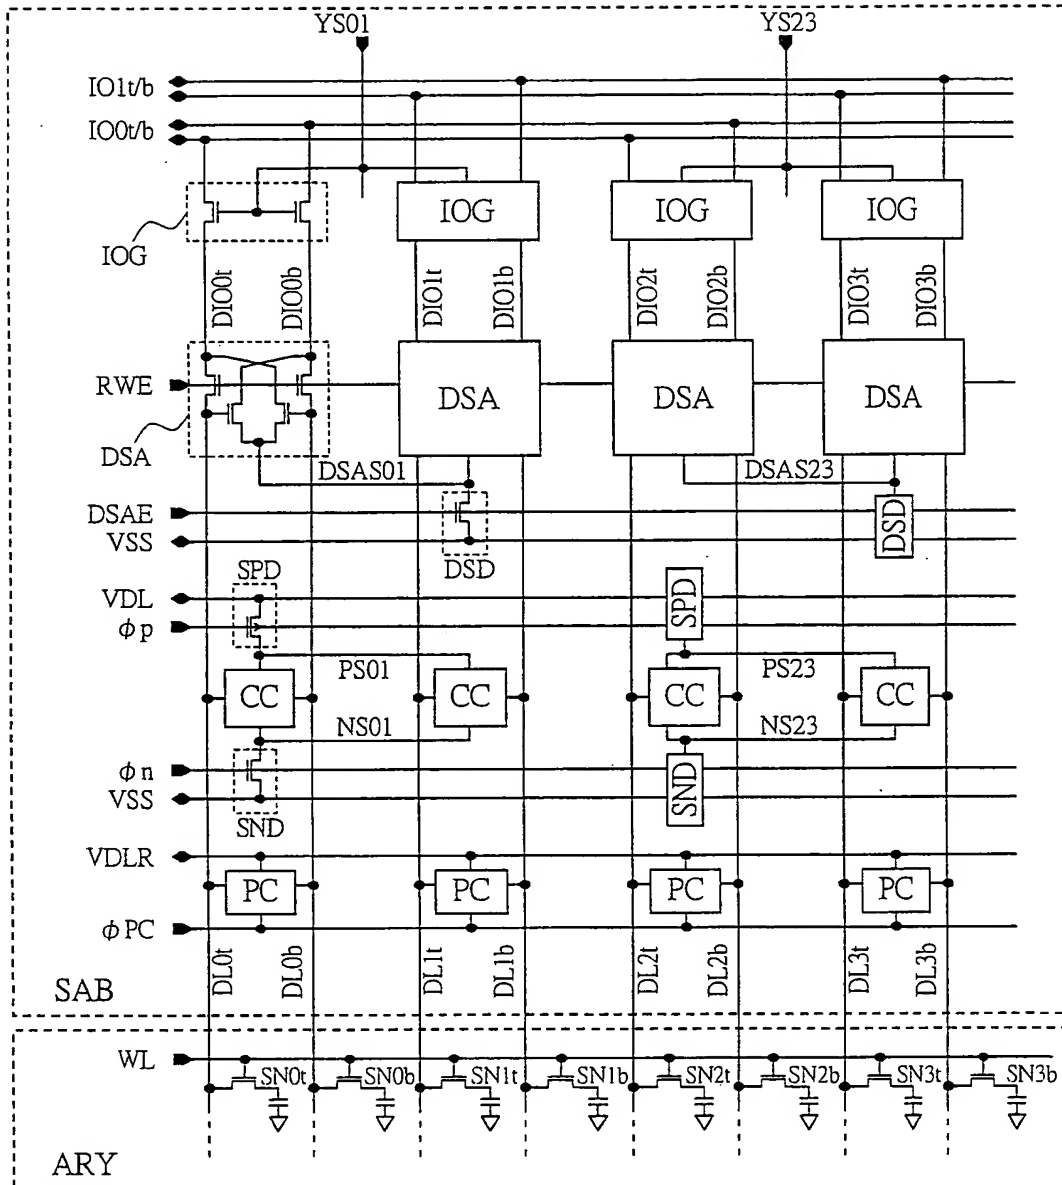 YS01 YS23
IO1t/b
IO0t/b
IOG IOG IOG
IOG
DIO0t DIO0b DIO1t DIO1b DIO2t DIO2b DIO3t DIO3b
RWE DSA DSA DSA
DSA
DSAS01 DSAS23
DSAE DSD
VSS
DSD
SPD
VDL SPD
φp
PS01 PS23
CC CC CC CC
NS01 NS23
φn SND
VSS
SND
VDLR
PC PC PC PC
φPC
DL0t DL0b DL1t DL1b DL2t DL2b DL3t DL3b
SAB
WL
SN0t SN0b SN1t SN1b SN2t SN2b SN3t SN3b
ARY